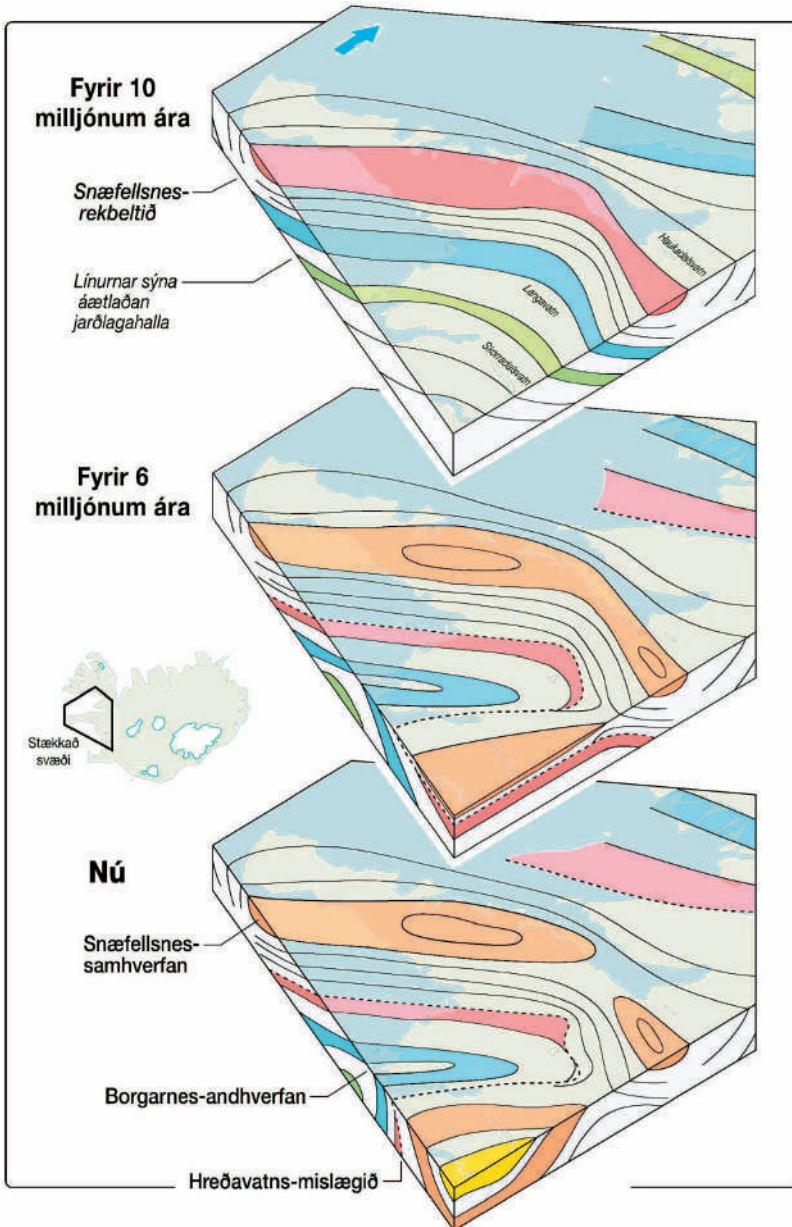 Fyrir 10
milljónum ára
Snæfellsnes-
rekbeltið
Línurnar sýna
áætlaðan
jarðlagahalla
Haukadalsvatn
Langavatn
Skorradalsvatn
Fyrir 6
milljónum ára
Stækkað
svæði
Nú
Snæfellsness-
samhverfan
Borgarnes-andhverfan
Hreðavatns-mislægið